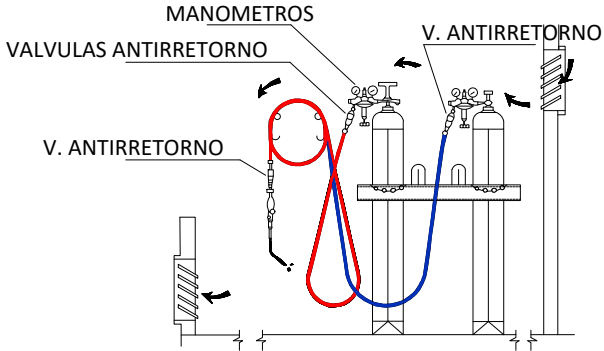 MANOMETROS
V. ANTIRRETORNO
VALVULAS ANTIRRETORNO
V. ANTIRRETORNO